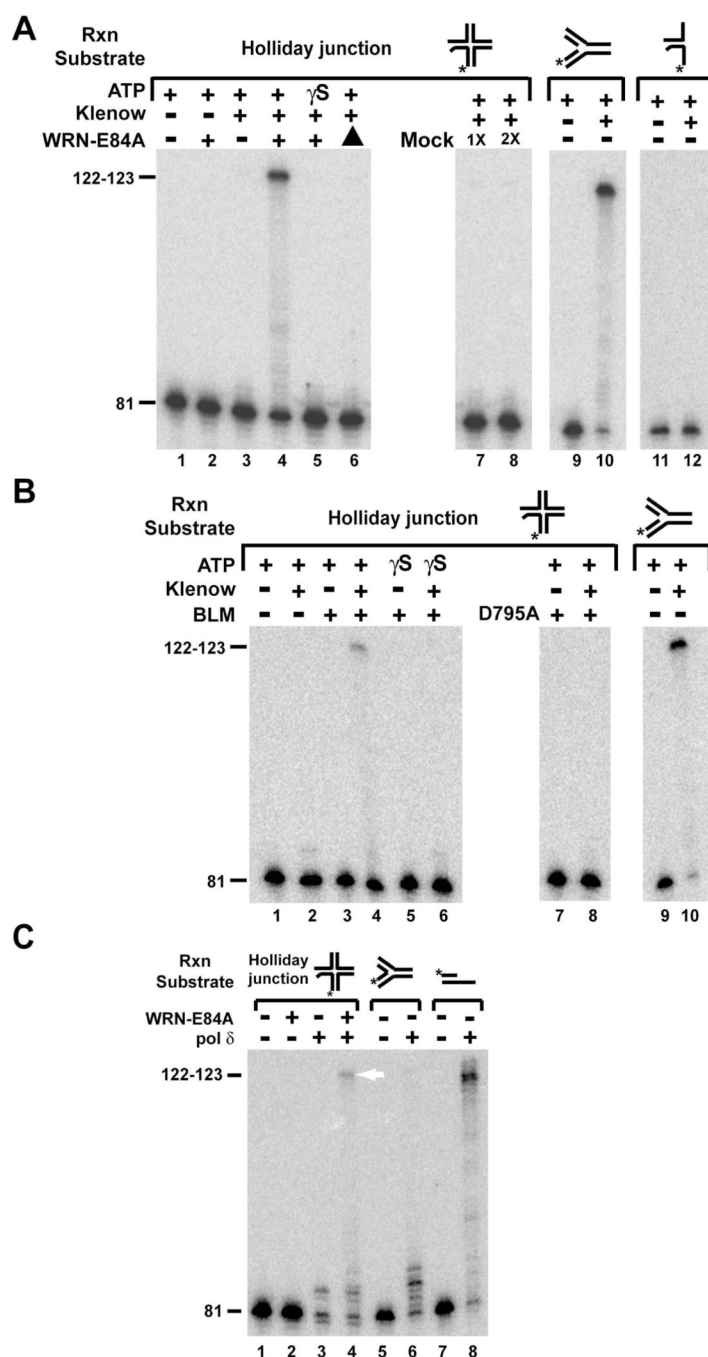 A
Rxn
Substrate
Holliday junction
*
*
*
ATP + + + + γS + + + + + + +
Klenow - - + + + + + + - + - +
WRN-E84A - + - + + ▲ Mock 1X 2X - - - -
122-123
81
1 2 3 4 5 6 7 8 9 10 11 12
B
Rxn
Substrate
Holliday junction
*
*
ATP + + + + γS γS + + + +
Klenow - + - + - + - + - +
BLM - - + + + + D795A + + - -
122-123
81
1 2 3 4 5 6 7 8 9 10
C
Rxn
Substrate
Holliday
junction
*
*
*
WRN-E84A - + - + - - - -
pol δ - - + + - + - +
122-123
81
1 2 3 4 5 6 7 8